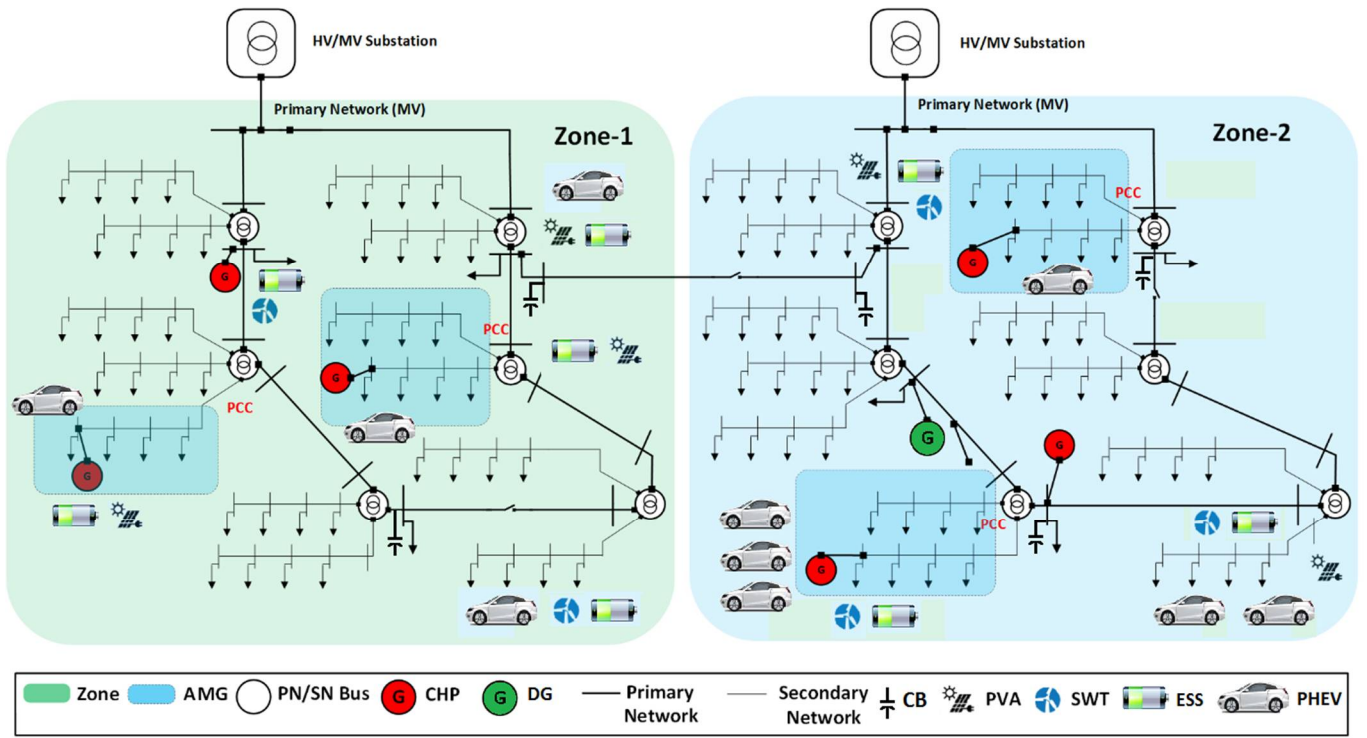 HV/MV Substation
HV/MV Substation
Primary Network (MV)
Primary Network (MV)
Zone-1
Zone-2
PCC
G
G
PCC
G
PCC
G
G
G
PCC
G
G
Zone
AMG
PN/SN Bus
G
CHP
G
DG
Primary
Network
Secondary
Network
CB
PVA
SWT
ESS
PHEV